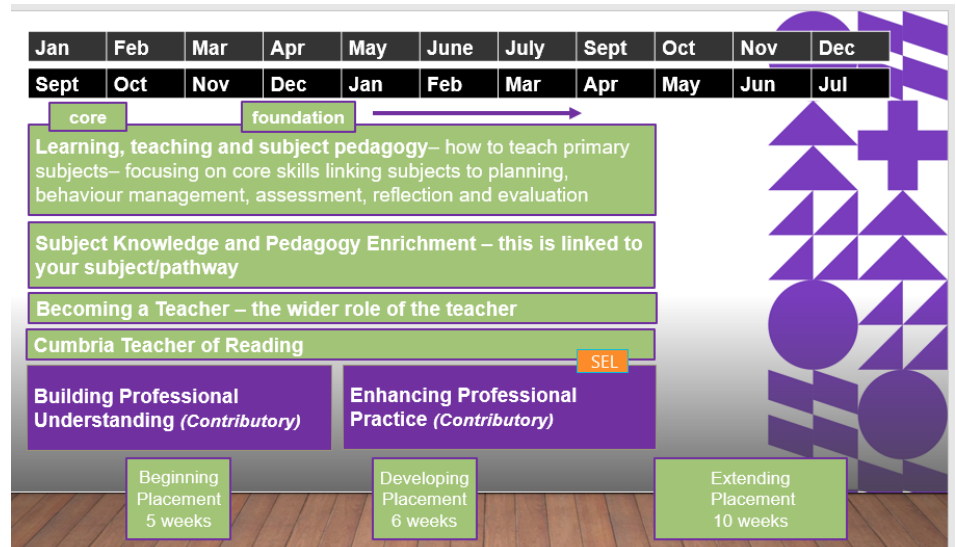 Jan Feb Mar Apr May June July Sept Oct Nov Dec
Sept Oct Nov Dec Jan Feb Mar Apr May Jun Jul
core foundation
Learning, teaching and subject pedagogy– how to teach primary
subjects– focusing on core skills linking subjects to planning,
behaviour management, assessment, reflection and evaluation
Subject Knowledge and Pedagogy Enrichment – this is linked to
your subject/pathway
Becoming a Teacher – the wider role of the teacher
Cumbria Teacher of Reading
SEL
Building Professional
Understanding (Contributory)
Enhancing Professional
Practice (Contributory)
Beginning
Placement
5 weeks
Developing
Placement
6 weeks
Extending
Placement
10 weeks